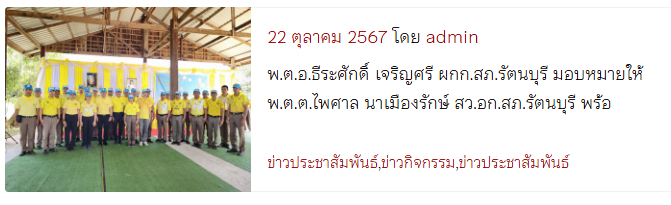 22 ตุลาคม 2567 โดย admin
พ.ต.อ.ธีระศักดิ์ เจริญศรี ผกก.สภ.รัตนบุรี มอบหมายให้
พ.ต.ต.ไพศาล นาเมืองรักษ์ สว.อก.สภ.รัตนบุรี พร้อ
ข่าวประชาสัมพันธ์,ข่าวกิจกรรม,ข่าวประชาสัมพันธ์